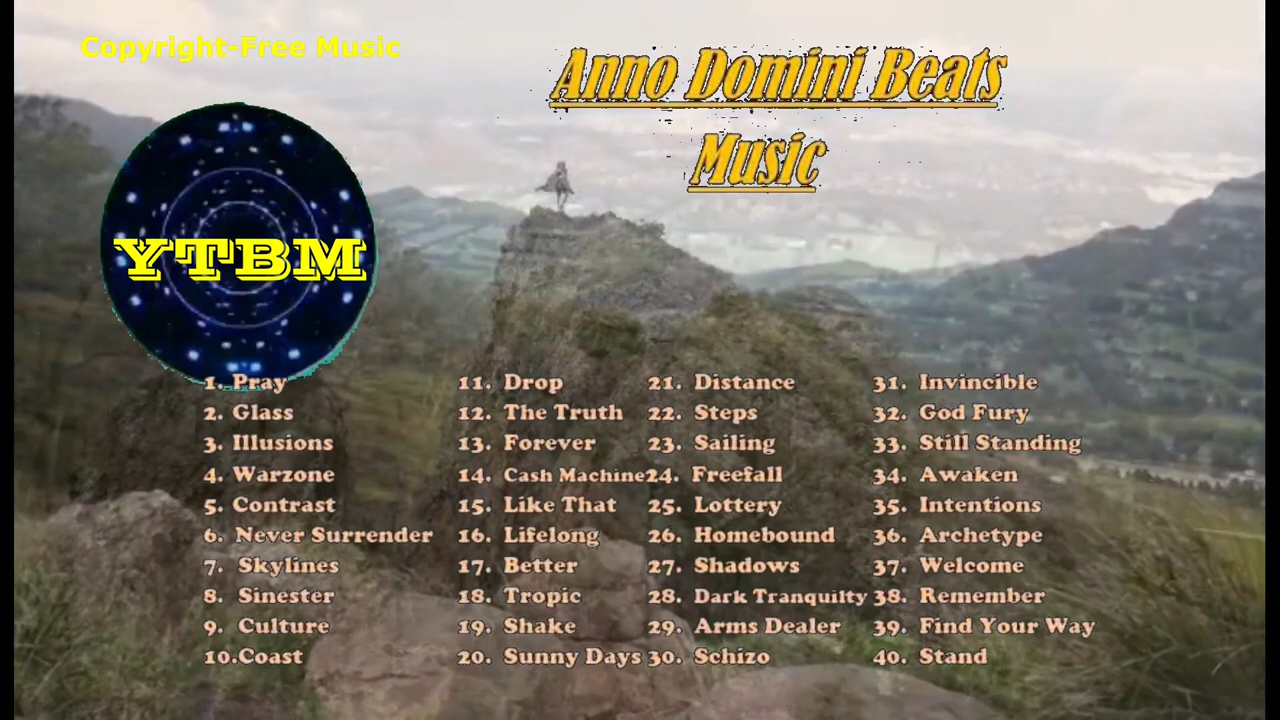 Copyright-Free Music
Anno Domini Beats
Music
YTBM
1. Pray
2. Glass
3. Illusions
4. Warzone
5. Contrast
6. Never Surrender
7. Skylines
8. Sinester
9. Culture
10.Coast
11. Drop
12. The Truth
13. Forever
14. Cash Machine
15. Like That
16. Lifelong
17. Better
18. Tropic
19. Shake
20. Sunny Days
21. Distance
22. Steps
23. Sailing
24. Freefall
25. Lottery
26. Homebound
27. Shadows
28. Dark Tranquilty
29. Arms Dealer
30. Schizo
31. Invincible
32. God Fury
33. Still Standing
34. Awaken
35. Intentions
36. Archetype
37. Welcome
38. Remember
39. Find Your Way
40. Stand